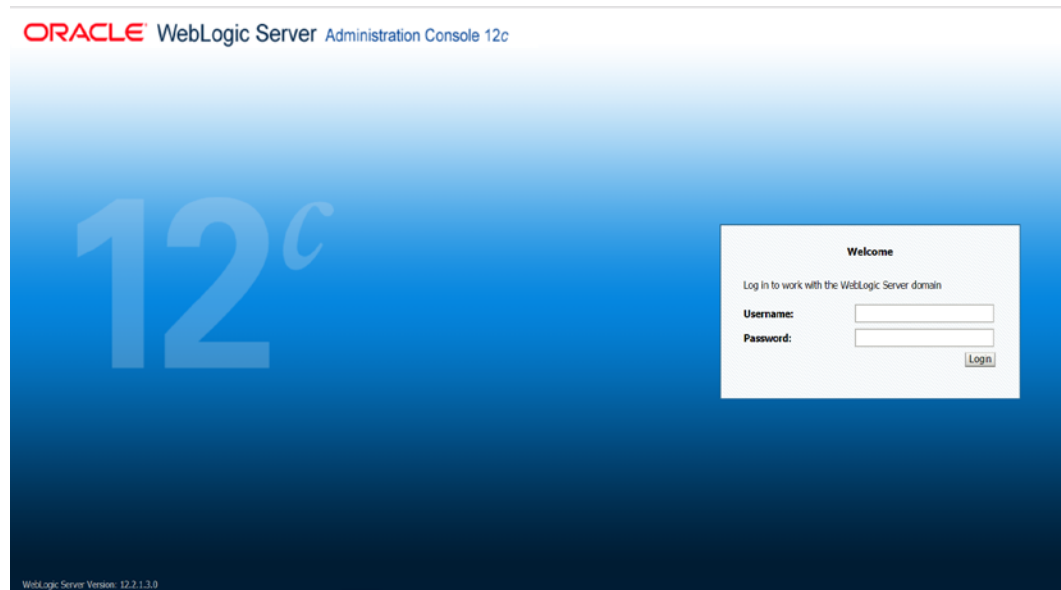 ORACLE WebLogic Server Administration Console 12c
12c
Welcome
Log in to work with the WebLogic Server domain
Username:
Password:
Login
WebLogic Server Version: 12.2.1.3.0